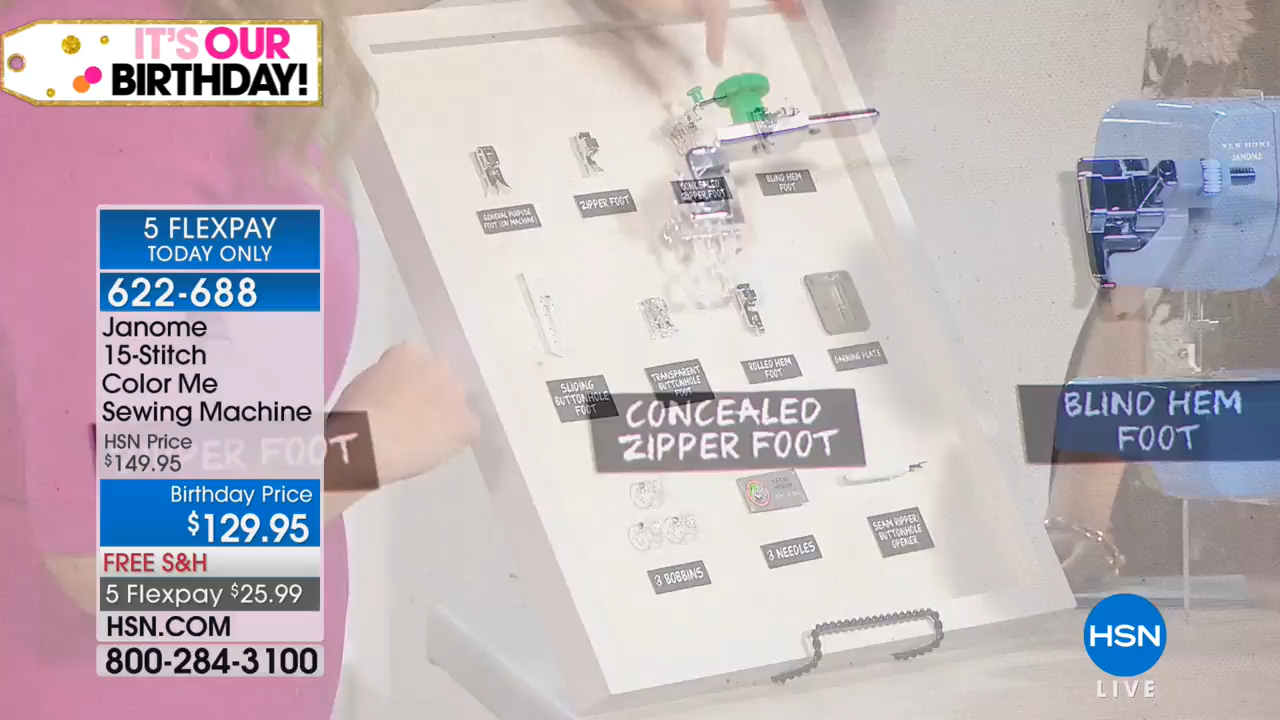 IT'S OUR
BIRTHDAY!
5 FLEXPAY
TODAY ONLY
622-688
Janome
15-Stitch
Color Me
Sewing Machine
HSN Price
$149.95
Birthday Price
$129.95
FREE S&H
5 Flexpay $25.99
HSN.COM
800-284-3100
PER FOOT
GENERAL PURPOSE
FOOT (ON MACHINE)
ZIPPER FOOT
CONCEALED
ZIPPER FOOT
BLIND HEM
FOOT
SLIDING
BUTTONHOLE
FOOT
TRANSPARENT
BUTTONHOLE
FOOT
ROLLED HEM
FOOT
DARNING PLATE
CONCEALED
ZIPPER FOOT
3 BOBBINS
3 NEEDLES
SEAM RIPPER/
BUTTONHOLE
OPENER
NEW HOME
JANOME
BLIND HEM
FOOT
HSN
LIVE